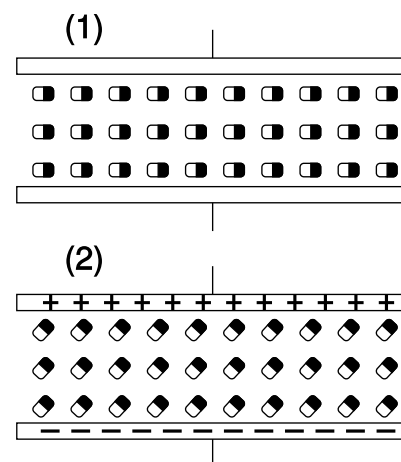 (1)
(2)
+ + + + + + + + + + + +
− − − − − − − − − − − −